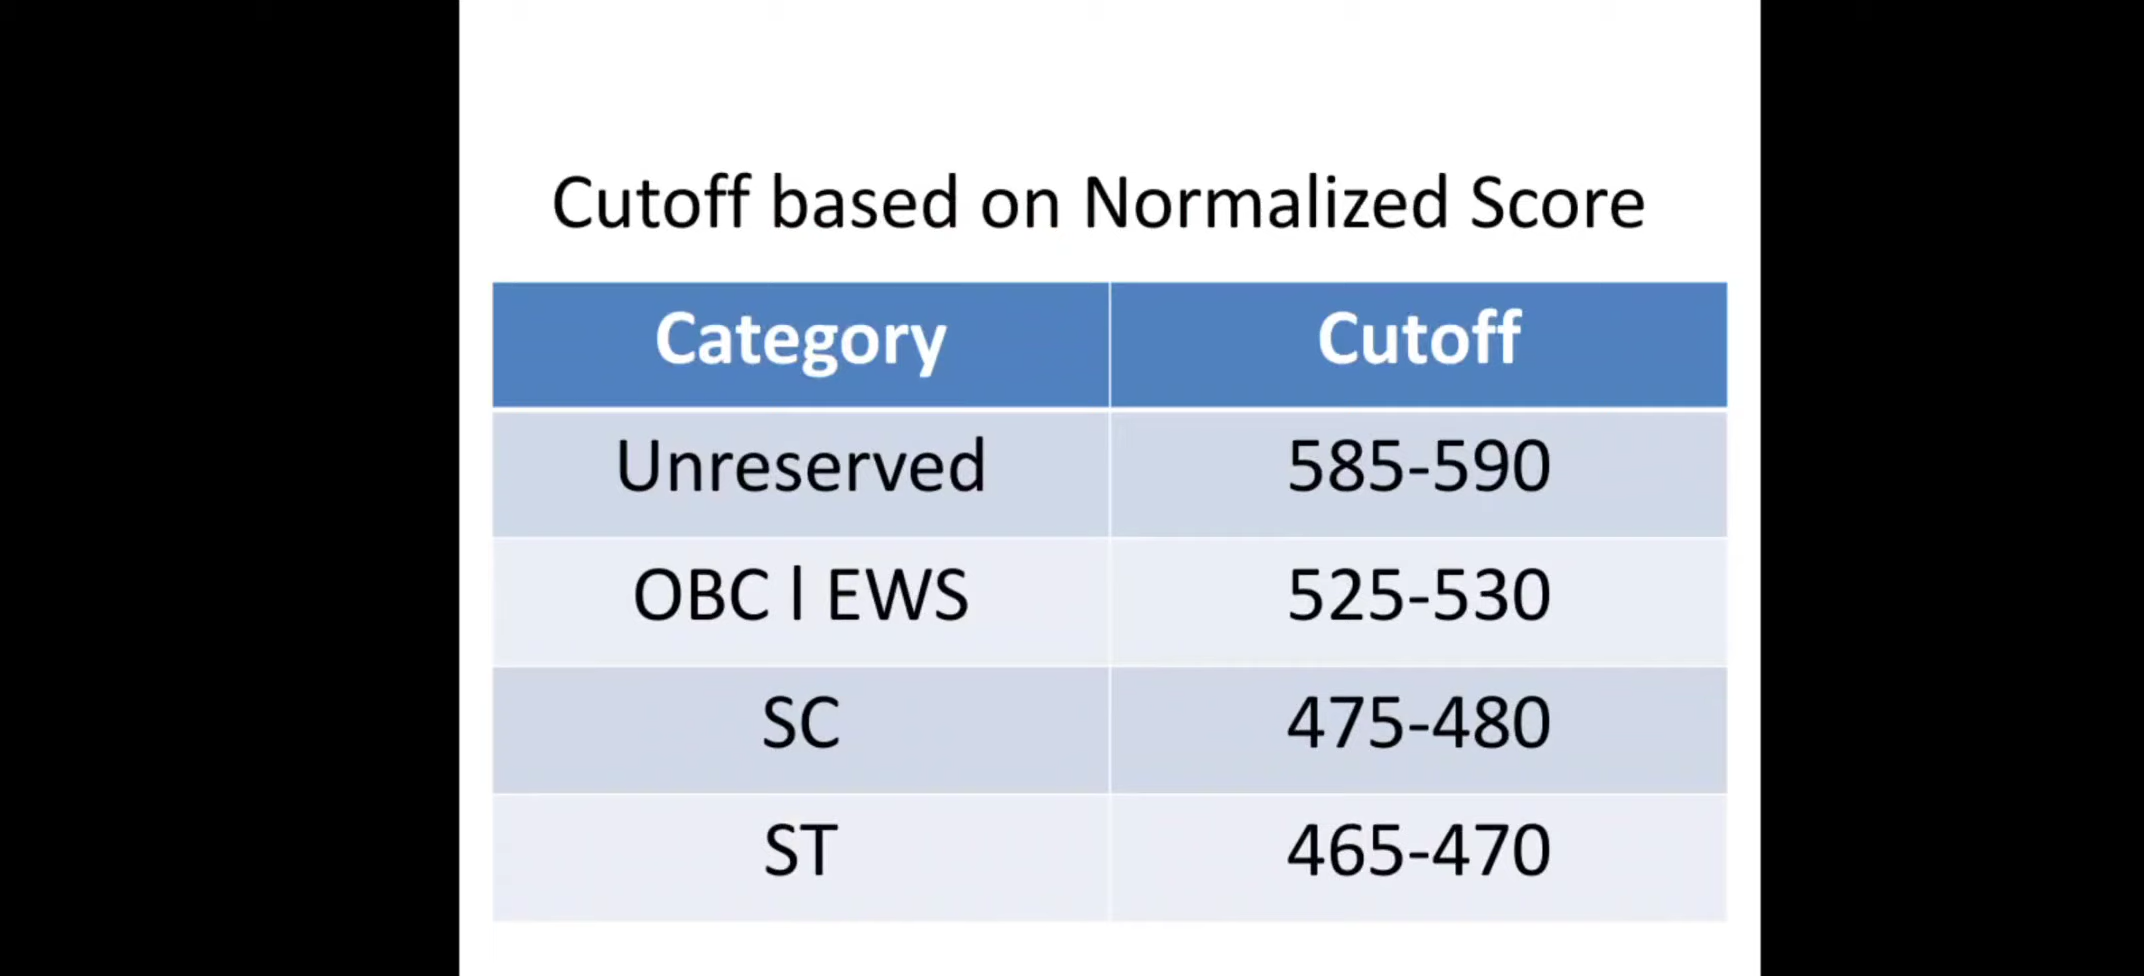 Cutoff based on Normalized Score
Category Cutoff
Unreserved 585-590
OBC l EWS 525-530
SC 475-480
ST 465-470